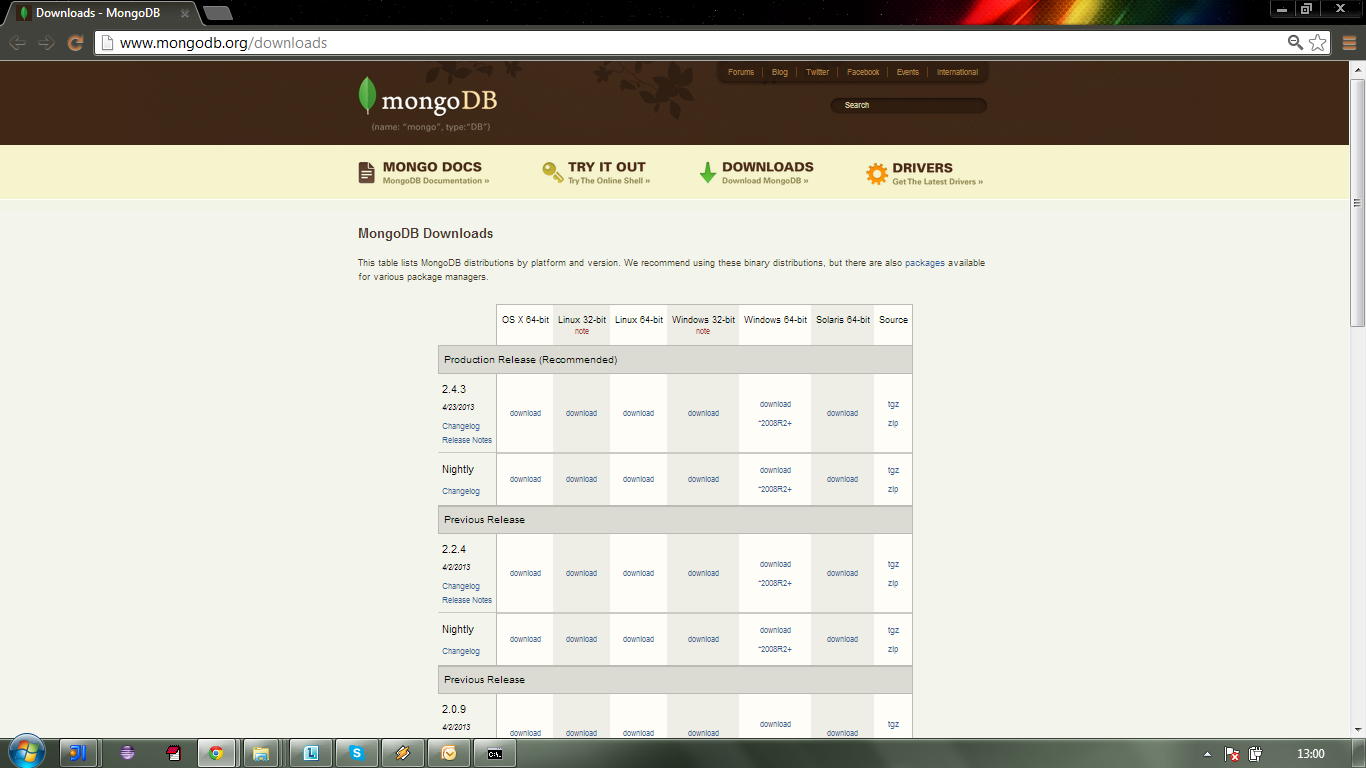 Downloads - MongoDB
www.mongodb.org/downloads
Forums Blog Twitter Facebook Events International
mongoDB
Search
{name: "mongo", type:"DB"}
MONGO DOCS TRY IT OUT DOWNLOADS DRIVERS
MongoDB Documentation » Try The Online Shell » Download MongoDB » Get The Latest Drivers »
MongoDB Downloads
This table lists MongoDB distributions by platform and version. We recommend using these binary distributions, but there are also packages available
for various package managers.
OS X 64-bit Linux 32-bit Linux 64-bit Windows 32-bit Windows 64-bit Solaris 64-bit Source
note note
Production Release (Recommended)
2.4.3
4/23/2013
download download download download download download tgz
*2008R2+ zip
Changelog
Release Notes
Nightly
download download download download download download tgz
*2008R2+ zip
Changelog
Previous Release
2.2.4
4/2/2013
download download download download download download tgz
*2008R2+ zip
Changelog
Release Notes
Nightly
download download download download download download tgz
*2008R2+ zip
Changelog
Previous Release
2.0.9
4/2/2013
download tgz
download download download download download zip
13:00